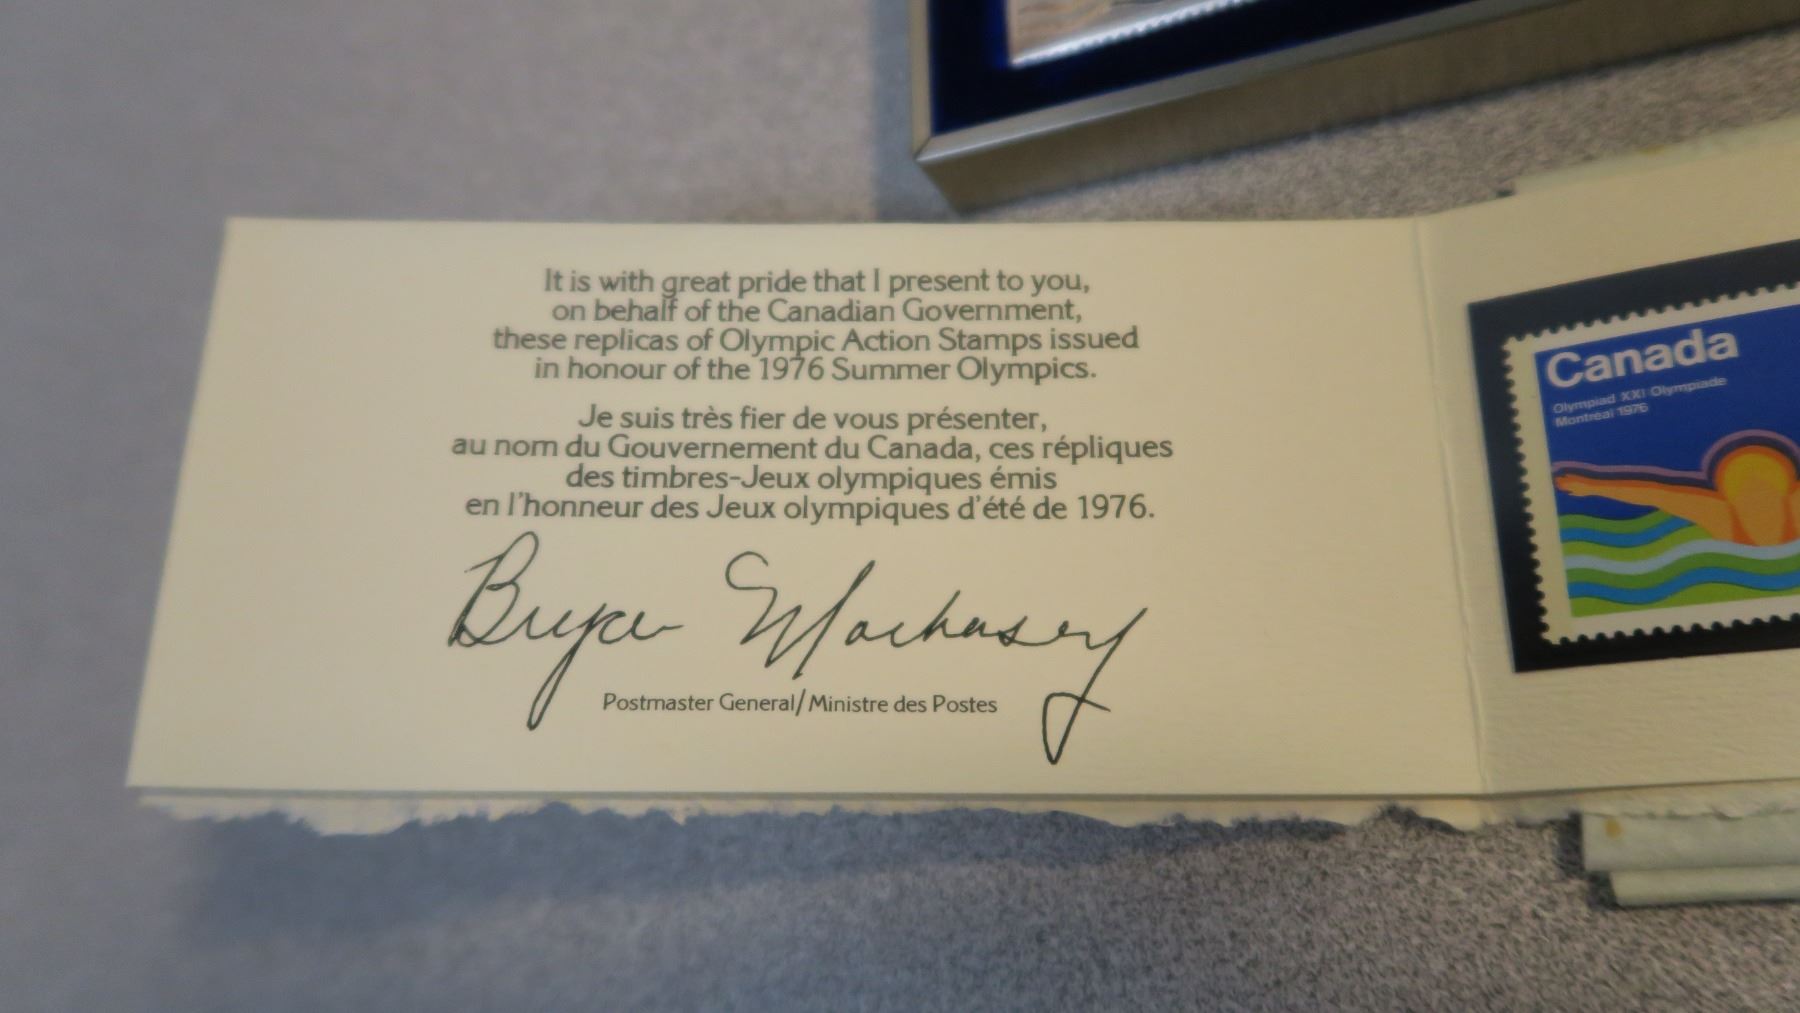 It is with great pride that I present to you,
on behalf of the Canadian Government,
these replicas of Olympic Action Stamps issued
in honour of the 1976 Summer Olympics.
Je suis très fier de vous présenter,
au nom du Gouvernement du Canada, ces répliques
des timbres-Jeux olympiques émis
en l'honneur des Jeux olympiques d'été de 1976.
Bryce Mackasey
Postmaster General/Ministre des Postes
Canada
Olympiad XXI Olympiade
Montréal 1976